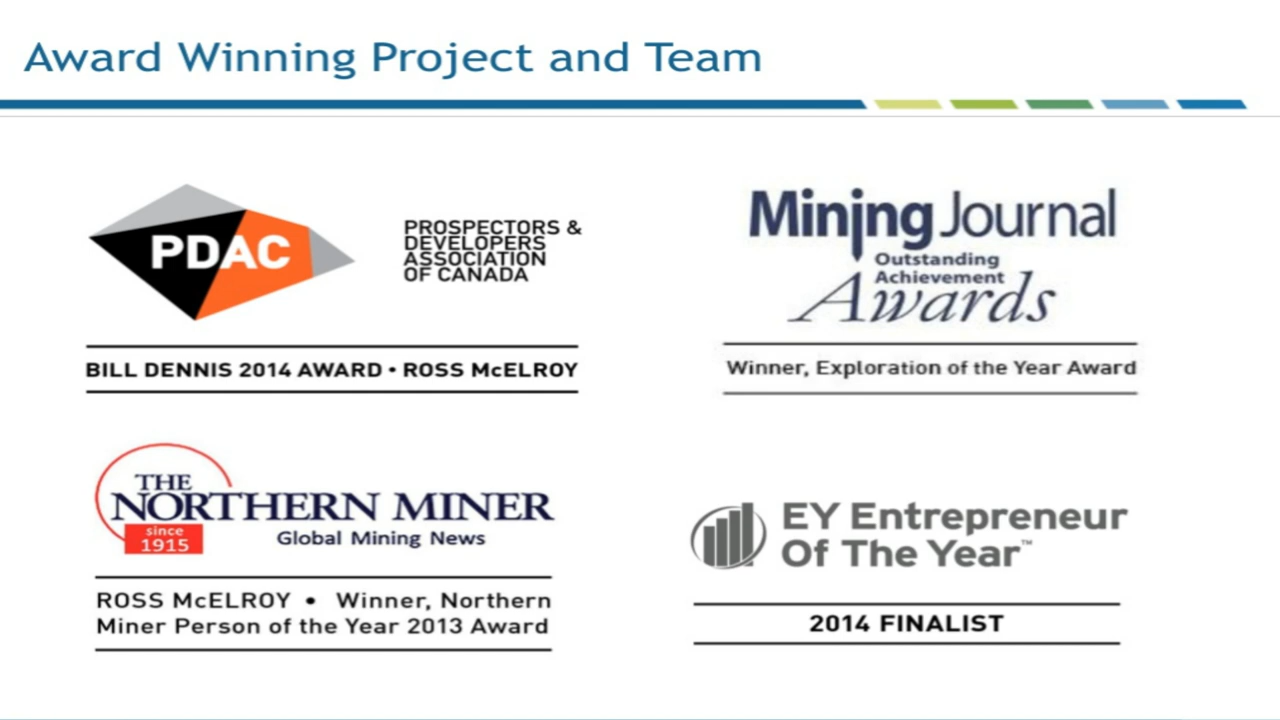 Award Winning Project and Team
PDAC
PROSPECTORS &
DEVELOPERS
ASSOCIATION
OF CANADA
BILL DENNIS 2014 AWARD • ROSS McELROY
Mining Journal
Outstanding
Achievement
Awards
Winner, Exploration of the Year Award
THE
NORTHERN MINER
since
1915
Global Mining News
ROSS McELROY • Winner, Northern
Miner Person of the Year 2013 Award
EY Entrepreneur
Of The Year™
2014 FINALIST